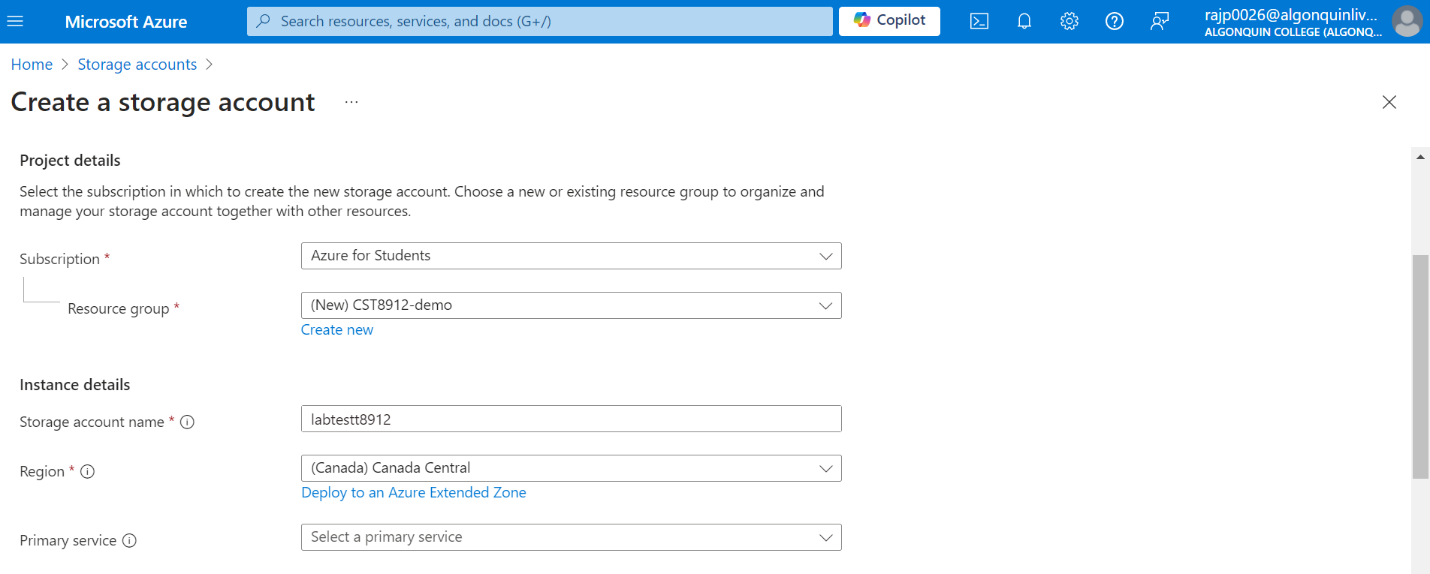 Microsoft Azure
Search resources, services, and docs (G+/)
Copilot
rajp0026@algonquinliv...
ALGONQUIN COLLEGE (ALGONQ...
Home > Storage accounts >
Create a storage account ...
Project details
Select the subscription in which to create the new storage account. Choose a new or existing resource group to organize and
manage your storage account together with other resources.
Subscription *
Azure for Students
Resource group *
(New) CST8912-demo
Create new
Instance details
Storage account name *
labtestt8912
Region *
(Canada) Canada Central
Deploy to an Azure Extended Zone
Primary service
Select a primary service